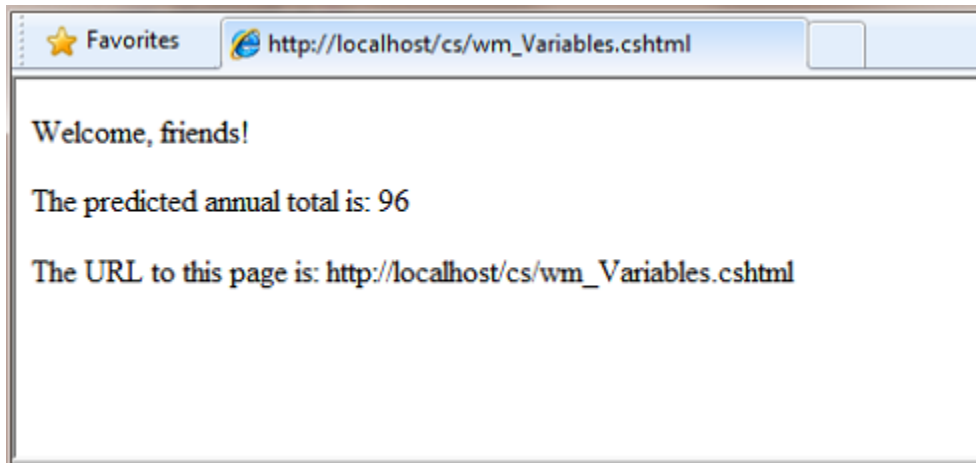 Favorites http://localhost/cs/wm_Variables.cshtml
Welcome, friends!
The predicted annual total is: 96
The URL to this page is: http://localhost/cs/wm_Variables.cshtml